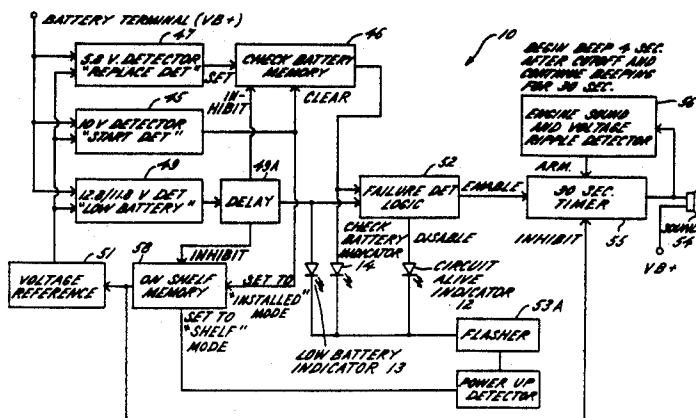 BATTERY TERMINAL (VB+)
47
5.8 V. DETECTOR
"REPLACE DET"
SET
46
CHECK BATTERY
MEMORY
10
BEGIN BEEP 4 SEC.
AFTER CUTOFF AND
CONTINUE BEEPING
FOR 30 SEC.
56
IN-
HIBIT
CLEAR
45
10 V DETECTOR
"START DET"
ENGINE SOUND
AND VOLTAGE
RIPPLE DETECTOR
ARM.
49
12.8/11.8 V DET
"LOW BATTERY"
49A
DELAY
52
FAILURE DET
LOGIC
ENABLE
30 SEC.
TIMER
55
SOUND
54
VB+
INHIBIT
CHECK
BATTERY
INDICATOR
14
DISABLE
INHIBIT
51
VOLTAGE
REFERENCE
58
ON SHELF
MEMORY
SET TO
"INSTALLED"
MODE
SET TO
"SHELF"
MODE
CIRCUIT
ALIVE
INDICATOR
12
53A
FLASHER
LOW BATTERY
INDICATOR 13
POWER UP
DETECTOR